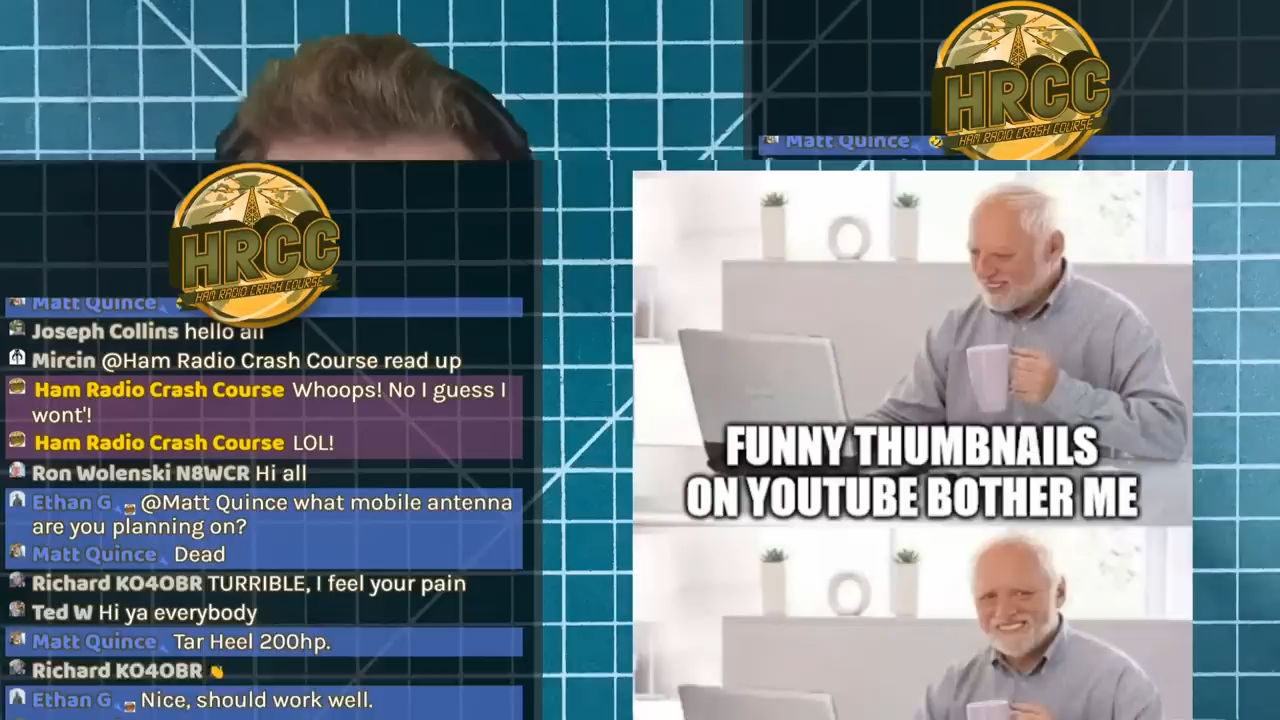 HRCC
HAM RADIO CRASH COURSE
Matt Quince
HRCC
HAM RADIO CRASH COURSE
Matt Quince
Joseph Collins hello all
Mircin @Ham Radio Crash Course read up
Ham Radio Crash Course Whoops! No I guess I
wont'!
Ham Radio Crash Course LOL!
Ron Wolenski N8WCR Hi all
Ethan G. @Matt Quince what mobile antenna
are you planning on?
Matt Quince Dead
Richard KO4OBR TURRIBLE, I feel your pain
Ted W Hi ya everybody
Matt Quince Tar Heel 200hp.
Richard KO4OBR 👏
Ethan G. Nice, should work well.
FUNNY THUMBNAILS
ON YOUTUBE BOTHER ME